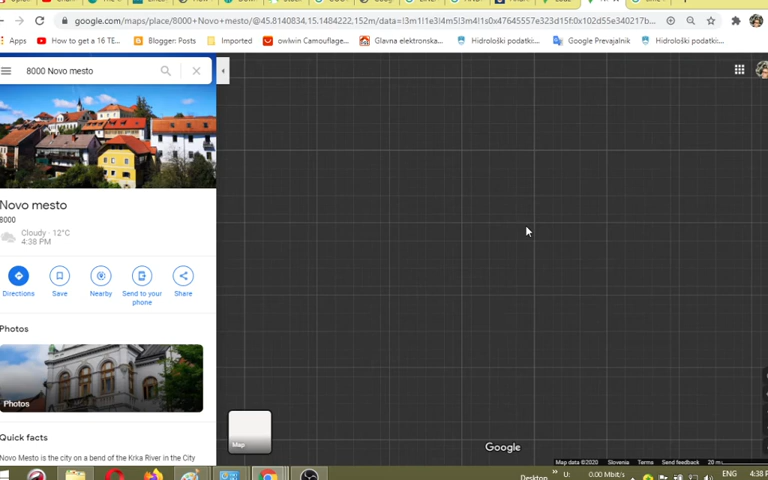 google.com/maps/place/8000+Novo+mesto/@45.8140834,15.1484222,152m/data=!3m1!1e3!4m5!3m4!1s0x47645557e323d15f:0x102d55e340217b...
Apps How to get a 16 TE... Blogger: Posts Imported owlwin Camouflage... Glavna elektronska... Hidrološki podatki:... Google Prevajalnik Hidrološki podatki:...
8000 Novo mesto
Novo mesto
8000
Cloudy · 12°C
4:38 PM
Directions Save Nearby Send to your phone Share
Photos
Photos
Quick facts
Novo Mesto is the city on a bend of the Krka River in the City
Map
Google
Map data ©2020 Slovenia Terms Send feedback 20 m
Desktop U: 0.00 Mbit/s 4:38 P